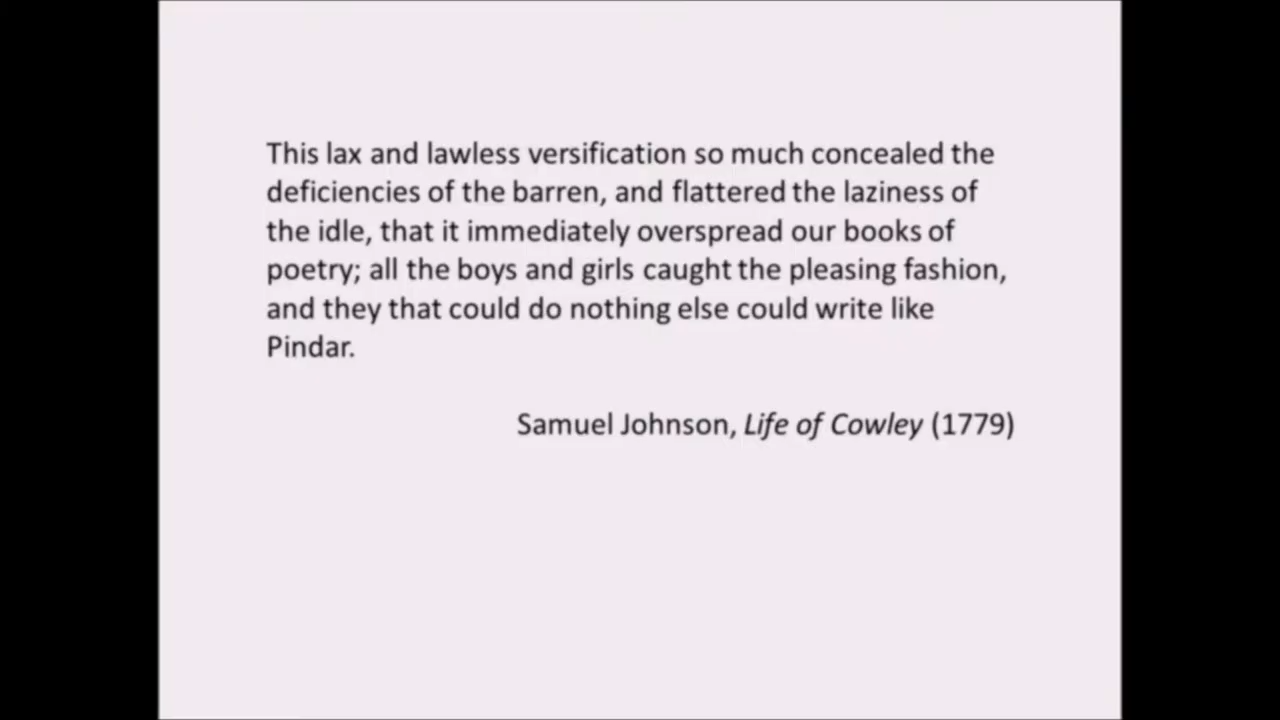 This lax and lawless versification so much concealed the
deficiencies of the barren, and flattered the laziness of
the idle, that it immediately overspread our books of
poetry; all the boys and girls caught the pleasing fashion,
and they that could do nothing else could write like
Pindar.
Samuel Johnson, Life of Cowley (1779)